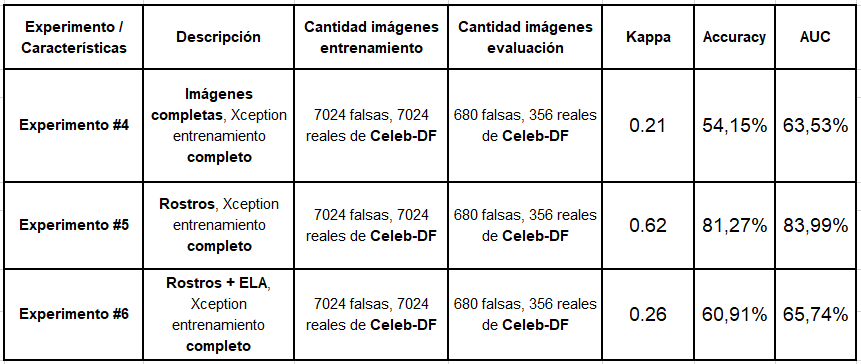 Experimento /
Características
Descripción
Cantidad imágenes
entrenamiento
Cantidad imágenes
evaluación
Kappa
Accuracy
AUC
Experimento #4
Imágenes
completas, Xception
entrenamiento
completo
7024 falsas, 7024
reales de Celeb-DF
680 falsas, 356 reales
de Celeb-DF
0.21
54,15%
63,53%
Experimento #5
Rostros, Xception
entrenamiento
completo
7024 falsas, 7024
reales de Celeb-DF
680 falsas, 356 reales
de Celeb-DF
0.62
81,27%
83,99%
Experimento #6
Rostros + ELA,
Xception
entrenamiento
completo
7024 falsas, 7024
reales de Celeb-DF
680 falsas, 356 reales
de Celeb-DF
0.26
60,91%
65,74%